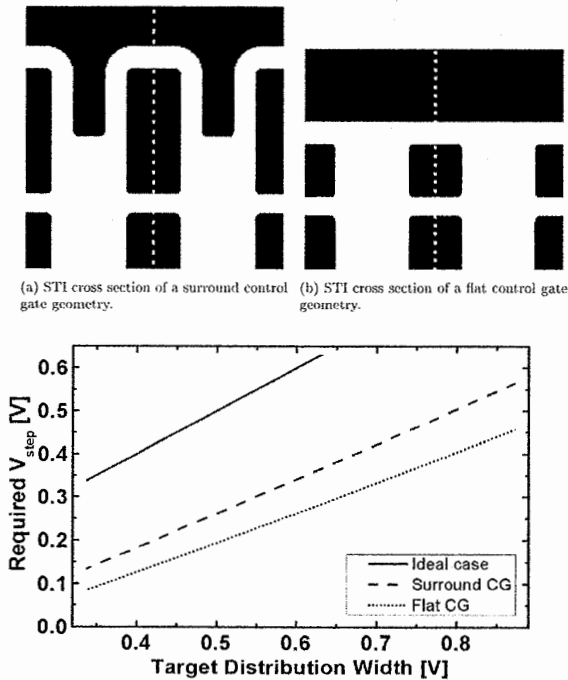 (a) STI cross section of a surround control
gate geometry.
(b) STI cross section of a flat control gate
geometry.
Required Vstep [V]
0.6
0.5
0.4
0.3
0.2
0.1
0.0
Ideal case
Surround CG
Flat CG
0.4 0.5 0.6 0.7 0.8
Target Distribution Width [V]